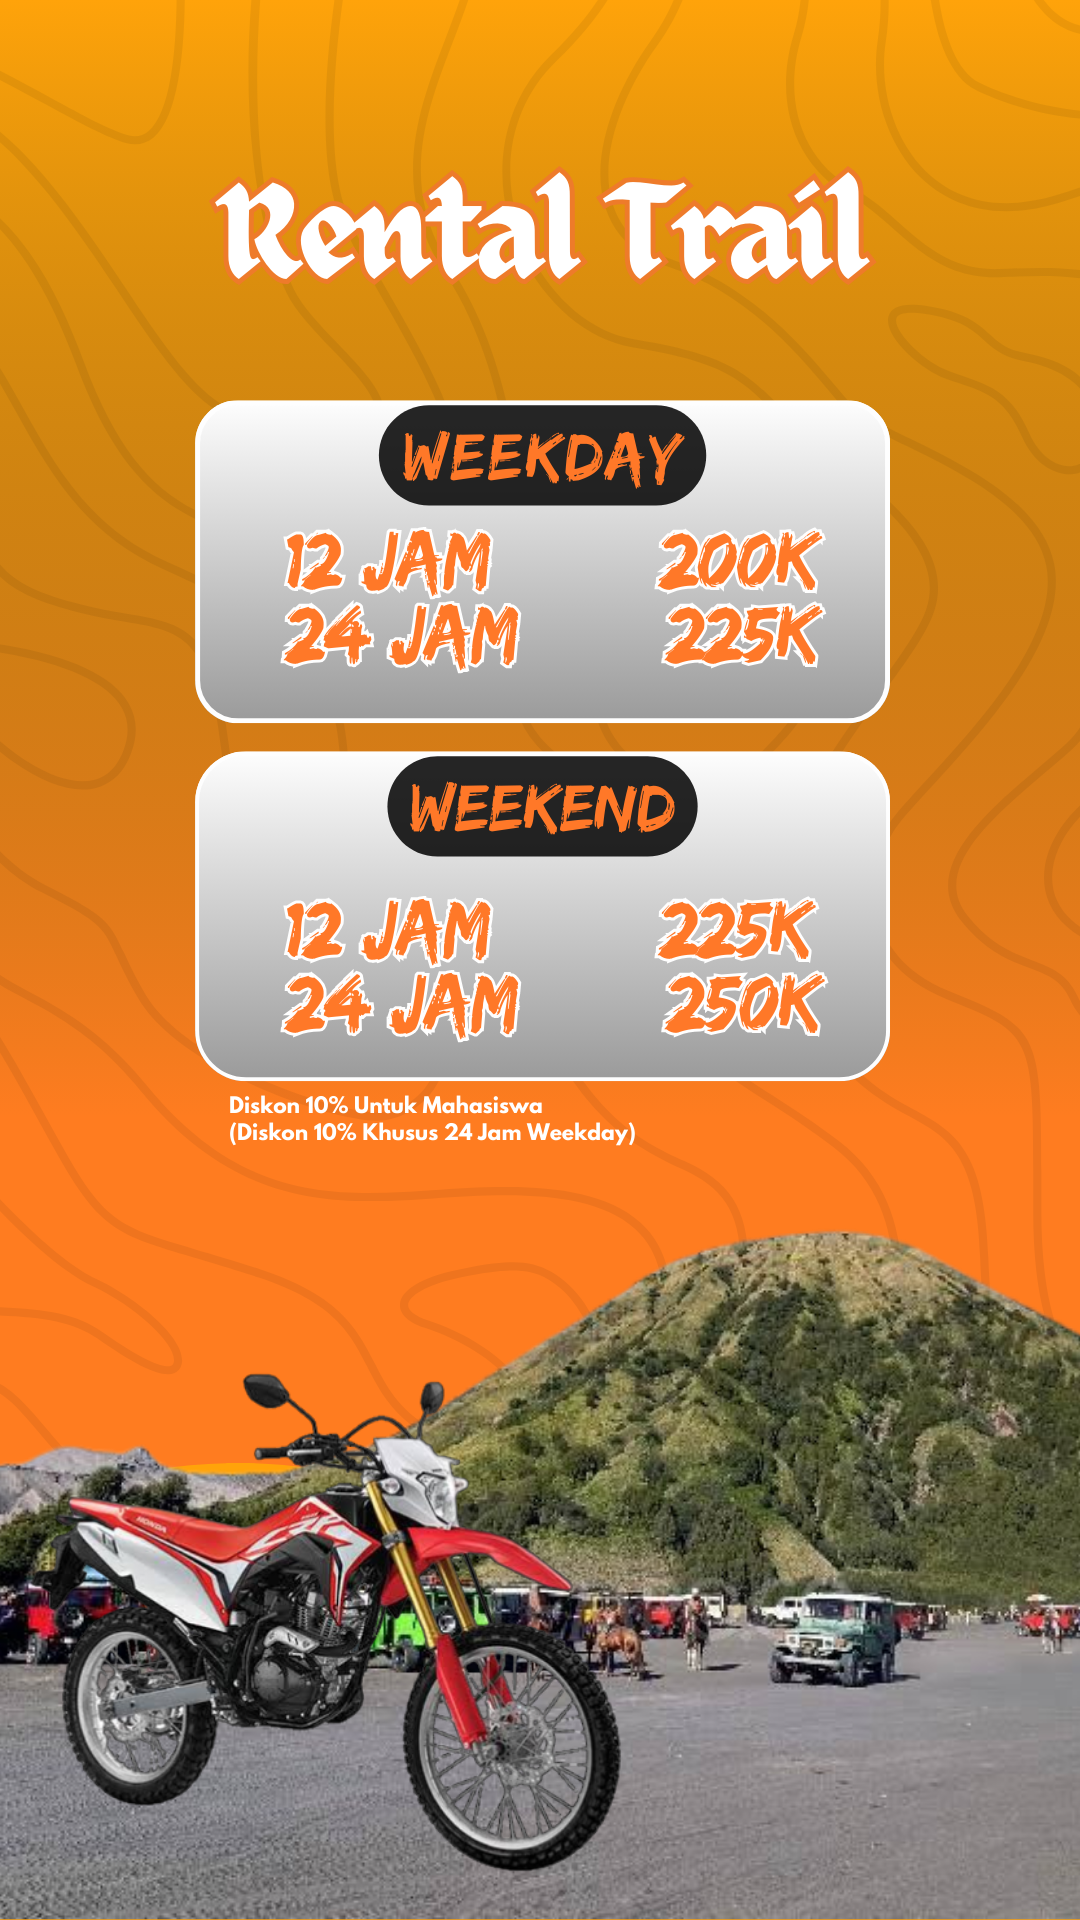 Rental Trail
WEEKDAY
12 JAM 200K
24 JAM 225K
WEEKEND
12 JAM 225K
24 JAM 250K
Diskon 10% Untuk Mahasiswa
(Diskon 10% Khusus 24 Jam Weekday)
HONDA